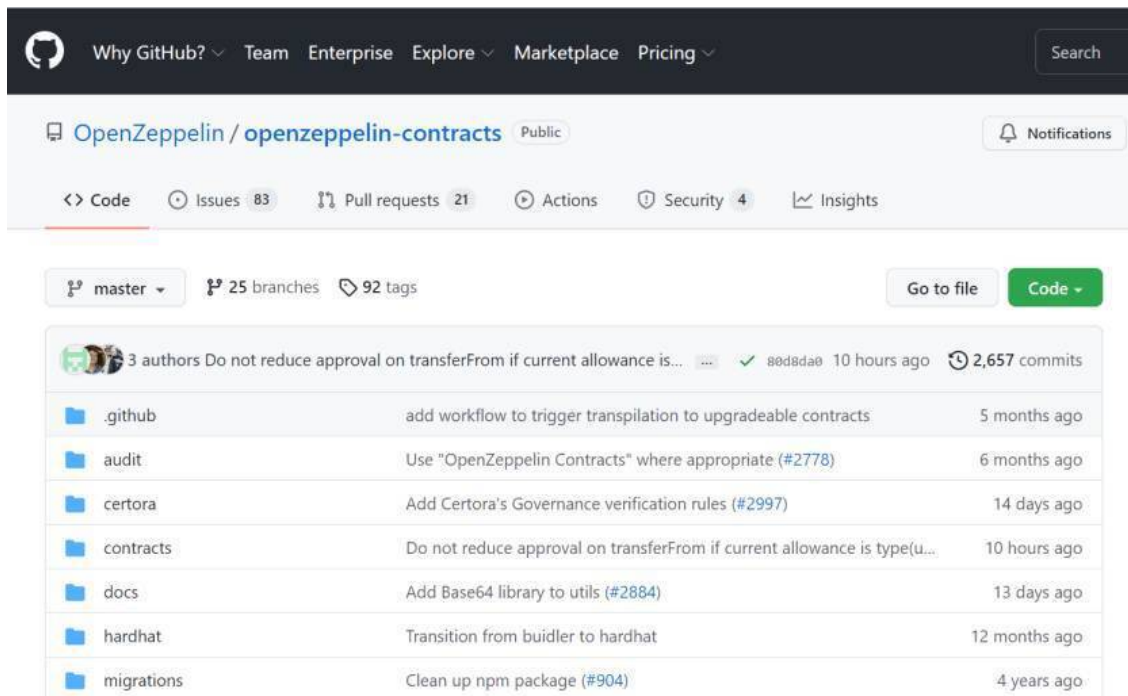 Why GitHub? Team Enterprise Explore Marketplace Pricing Search
OpenZeppelin / openzeppelin-contracts Public Notifications
<> Code Issues 83 Pull requests 21 Actions Security 4 Insights
master 25 branches 92 tags Go to file Code
3 authors Do not reduce approval on transferFrom if current allowance is... ... 80d8da0 10 hours ago 2,657 commits
.github add workflow to trigger transpilation to upgradeable contracts 5 months ago
audit Use "OpenZeppelin Contracts" where appropriate (#2778) 6 months ago
certora Add Certora's Governance verification rules (#2997) 14 days ago
contracts Do not reduce approval on transferFrom if current allowance is type(u... 10 hours ago
docs Add Base64 library to utils (#2884) 13 days ago
hardhat Transition from buidler to hardhat 12 months ago
migrations Clean up npm package (#904) 4 years ago